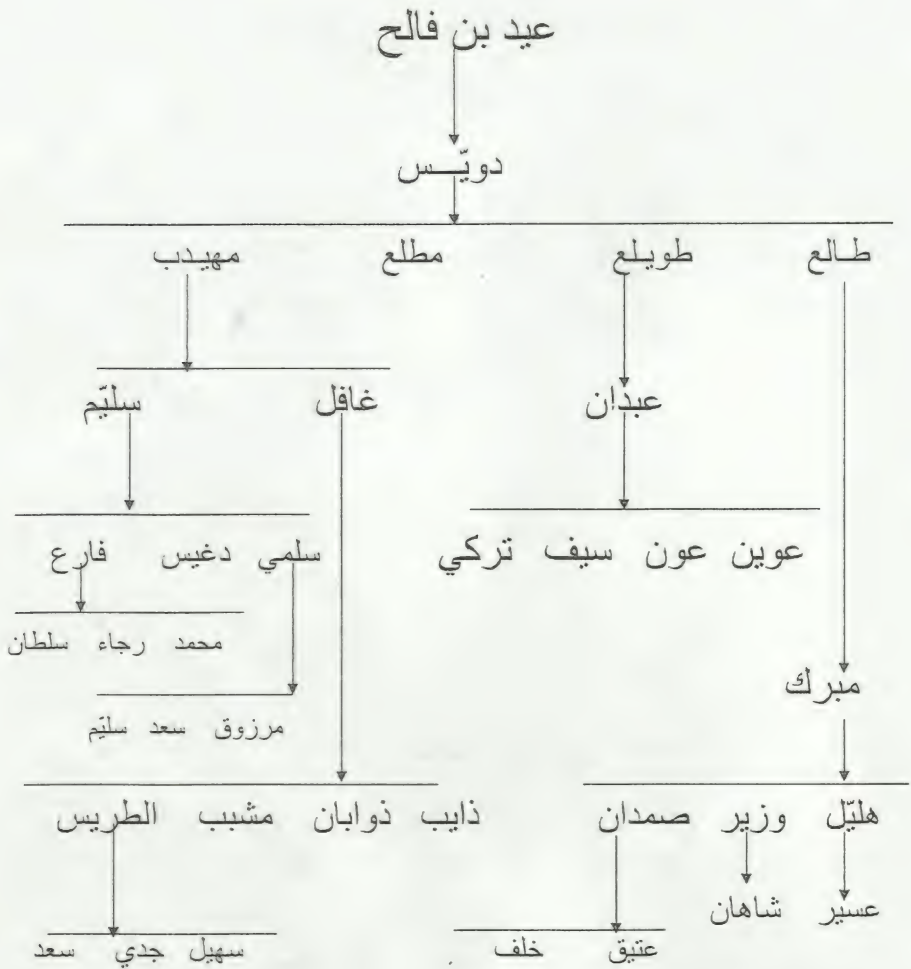 عيد بن فالح
دويّس
طالع طويلع مطلع مهيدب
عبدان غافل سليّم
عوين عون سيف تركي سلمي دغيس فارع
محمد رجاء سلطان
مبرك
مرزوق سعد سليّم
هليّل وزير صمدان ذايب ذوابان مشبب الطريس
عسير شاهان
عتيق خلف سهيل جدي سعد